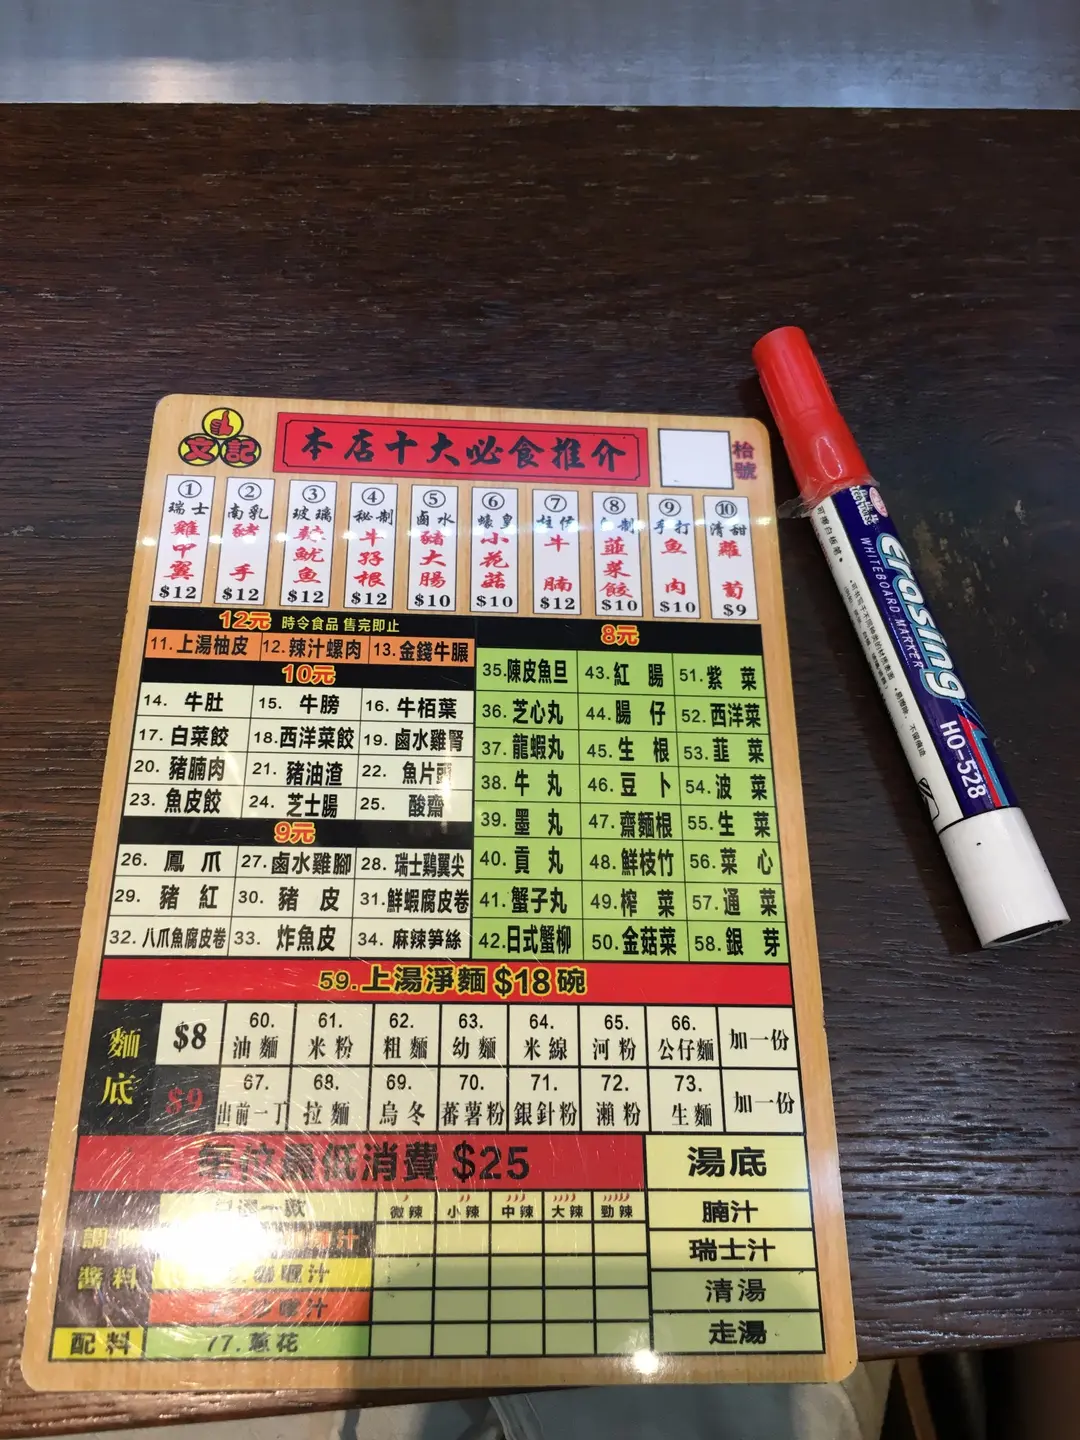 文記
本店十大必食推介
枱號
① 瑞士雞中翼 $12
② 南乳豬手 $12
③ 玻璃魷魚 $12
④ 秘制牛孖根 $12
⑤ 鹵水豬大腸 $10
⑥ 蠔皇小花菇 $10
⑦ 柱侯牛腩 $12
⑧ 制韮菜餃 $10
⑨ 手打魚肉 $10
⑩ 清甜蘿蔔 $9
12元 時令食品 售完即止
11.上湯柚皮 12.辣汁螺肉 13.金錢牛𦟌
10元
14. 牛肚 15. 牛膀 16. 牛栢葉
17. 白菜餃 18.西洋菜餃 19. 鹵水雞腎
20. 豬腩肉 21. 豬油渣 22. 魚片頭
23. 魚皮餃 24. 芝士腸 25. 酸齋
9元
26. 鳳爪 27.鹵水雞腳 28. 瑞士鷄翼尖
29. 豬紅 30. 豬皮 31.鮮蝦腐皮卷
32. 八爪魚腐皮卷 33. 炸魚皮 34. 麻辣笋絲
8元
35.陳皮魚旦 43.紅腸 51.紫菜
36. 芝心丸 44. 腸仔 52.西洋菜
37. 龍蝦丸 45. 生根 53. 韮菜
38. 牛丸 46. 豆卜 54. 波菜
39. 墨丸 47. 齋麵根 55. 生菜
40. 貢丸 48. 鮮枝竹 56. 菜心
41. 蟹子丸 49. 榨菜 57. 通菜
42.日式蟹柳 50. 金菇菜 58. 銀芽
59.上湯淨麵 $18碗
麵底
$8 60.油麵 61.米粉 62.粗麵 63.幼麵 64.米線 65.河粉 66.公仔麵 加一份
$9 67.出前一丁 68.拉麵 69.烏冬 70.蕃薯粉 71.銀針粉 72.瀨粉 73.生麵 加一份
每位最低消費 $25
湯底
微辣 小辣 中辣 大辣 勁辣
腩汁
醬料
瑞士汁
清湯
配料 77.蔥花
走湯
Erasing
WHITEBOARD MARKER
HO-528